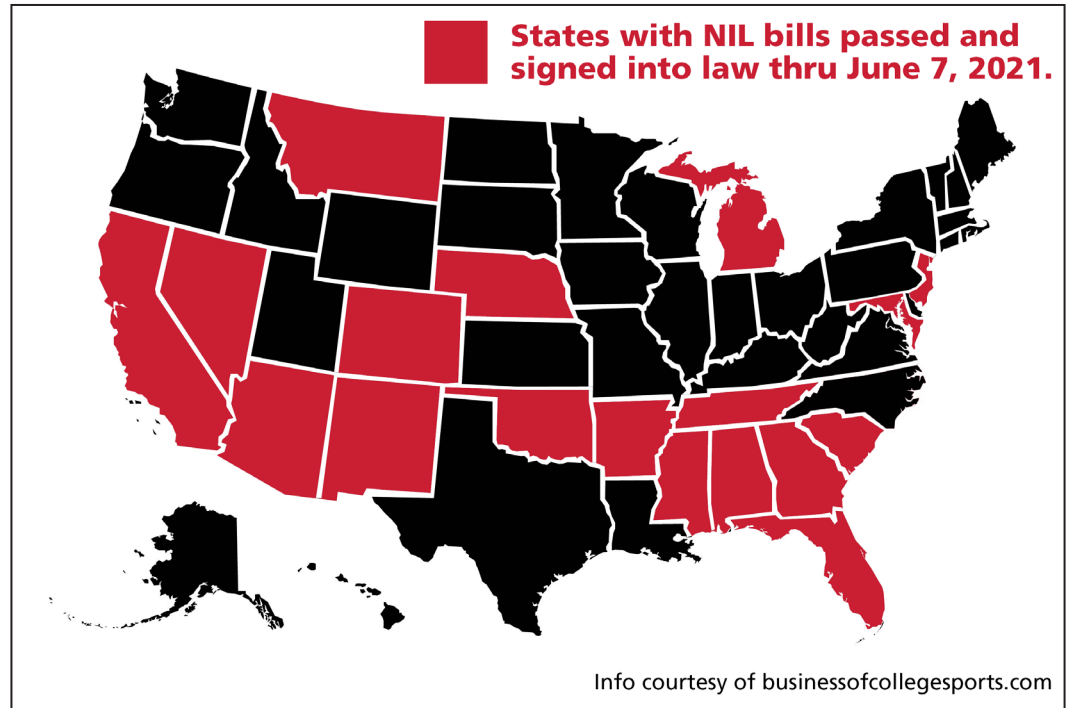 States with NIL bills passed and
signed into law thru June 7, 2021.
Info courtesy of businessofcollegesports.com